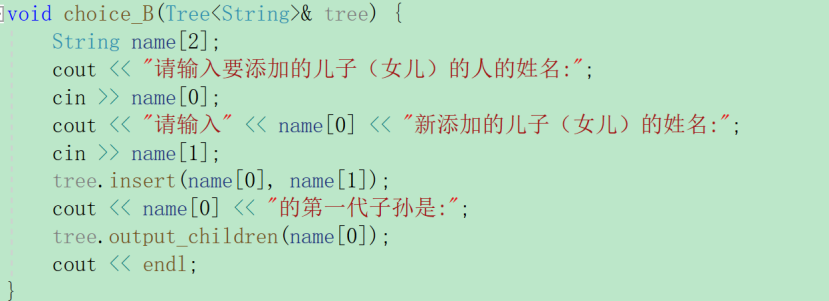 void choice_B(Tree<String>& tree) {
String name[2];
cout << "请输入要添加的儿子（女儿）的人的姓名:";
cin >> name[0];
cout << "请输入" << name[0] << "新添加的儿子（女儿）的姓名:";
cin >> name[1];
tree.insert(name[0], name[1]);
cout << name[0] << "的第一代子孙是:";
tree.output_children(name[0]);
cout << endl;
}